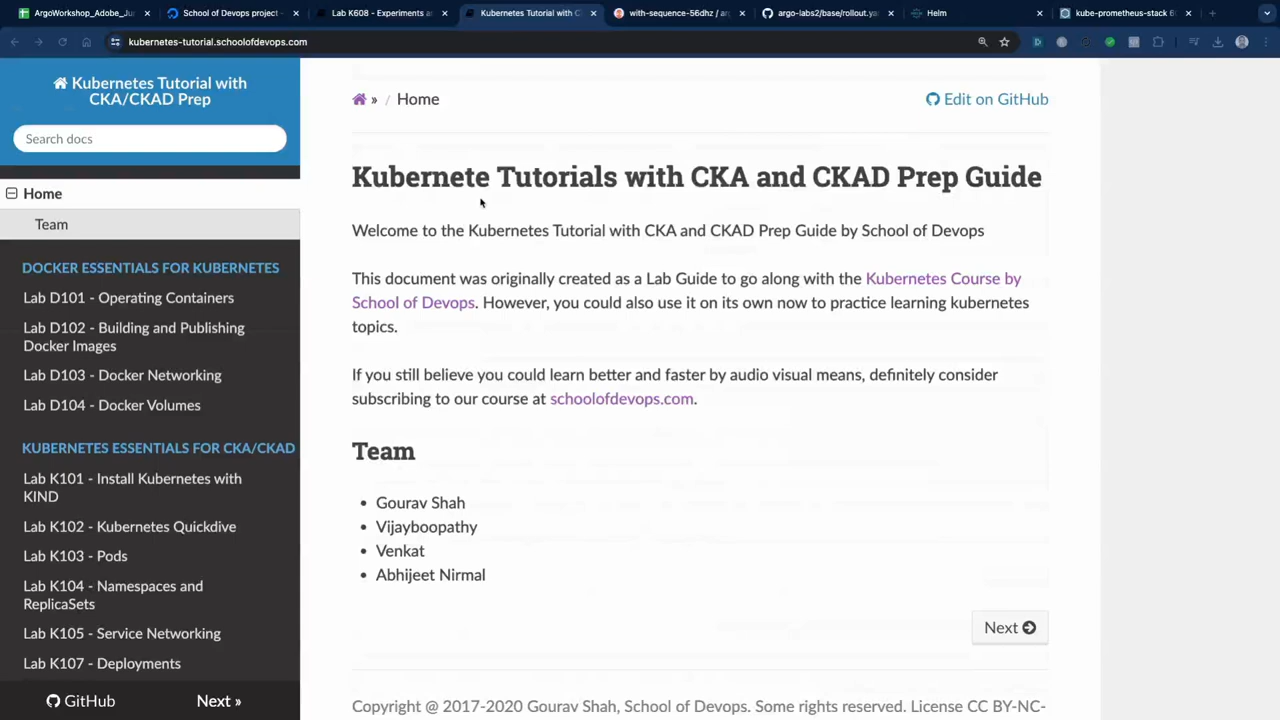 ArgoWorkshop_Adobe_Ju
School of Devops project -
Lab K608 - Experiments a
Kubernetes Tutorial with C
with-sequence-56dhz / arg
argo-labs2/base/rollout.ya
Helm
kube-prometheus-stack 6
kubernetes-tutorial.schoolofdevops.com
Kubernetes Tutorial with
CKA/CKAD Prep
Search docs
Home
Team
DOCKER ESSENTIALS FOR KUBERNETES
Lab D101 - Operating Containers
Lab D102 - Building and Publishing
Docker Images
Lab D103 - Docker Networking
Lab D104 - Docker Volumes
KUBERNETES ESSENTIALS FOR CKA/CKAD
Lab K101 - Install Kubernetes with
KIND
Lab K102 - Kubernetes Quickdive
Lab K103 - Pods
Lab K104 - Namespaces and
ReplicaSets
Lab K105 - Service Networking
Lab K107 - Deployments
GitHub Next »
» / Home
Edit on GitHub
Kubernete Tutorials with CKA and CKAD Prep Guide
Welcome to the Kubernetes Tutorial with CKA and CKAD Prep Guide by School of Devops
This document was originally created as a Lab Guide to go along with the Kubernetes Course by
School of Devops. However, you could also use it on its own now to practice learning kubernetes
topics.
If you still believe you could learn better and faster by audio visual means, definitely consider
subscribing to our course at schoolofdevops.com.
Team
• Gourav Shah
• Vijayboopathy
• Venkat
• Abhijeet Nirmal
Next
Copyright @ 2017-2020 Gourav Shah, School of Devops. Some rights reserved. License CC BY-NC-